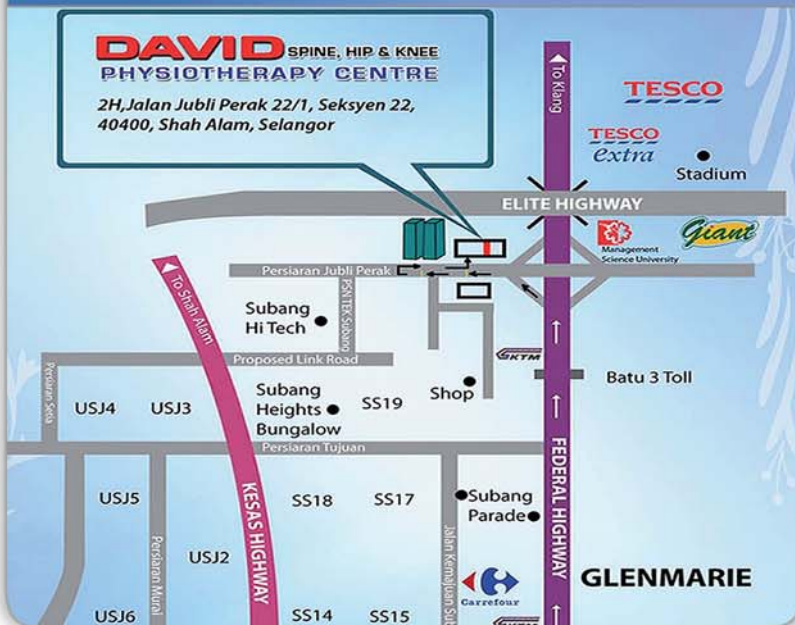 DAVID SPINE, HIP & KNEE
PHYSIOTHERAPY CENTRE
2H,Jalan Jubli Perak 22/1, Seksyen 22,
40400, Shah Alam, Selangor
To Klang
TESCO
TESCO
extra
Stadium
ELITE HIGHWAY
Management
Science University
Giant
Persiaran Jubli Perak
To Shah Alam
PSN TEK Subang
Subang
Hi Tech
KTM
Proposed Link Road
Batu 3 Toll
Persiaran Setia
USJ4
USJ3
Subang
Heights
Bungalow
SS19
Shop
Persiaran Tujuan
FEDERAL HIGHWAY
KESAS HIGHWAY
USJ5
SS18
SS17
Subang
Parade
Persiaran Murai
USJ2
Jalan Kemajuan
Carrefour
GLENMARIE
USJ6
SS14
SS15